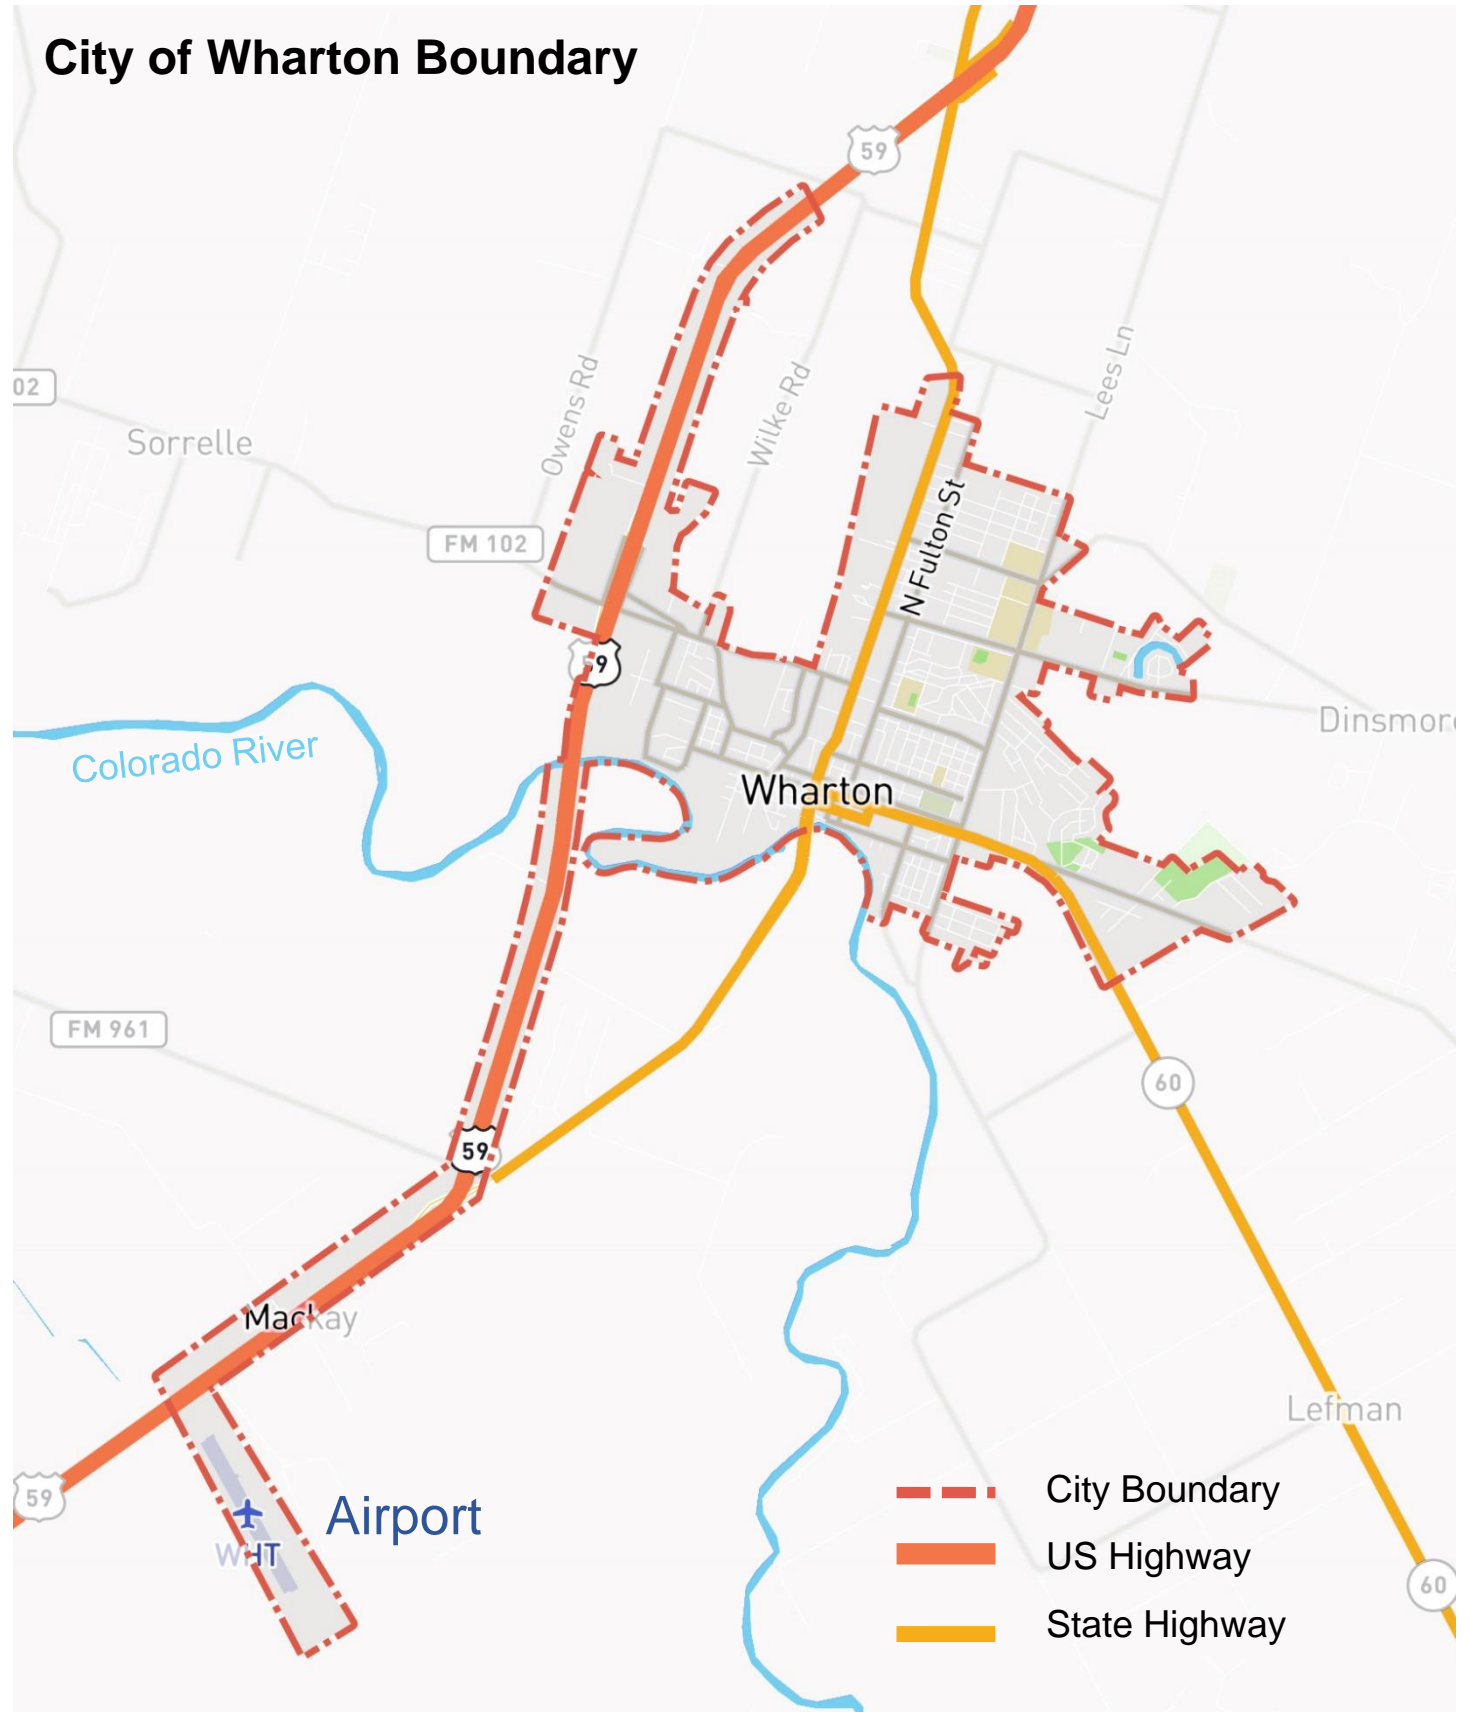 City of Wharton Boundary
59
02
Sorrelle
Owens Rd
Wilke Rd
Lees Ln
N Fulton St
FM 102
59
Dinsmor
Colorado River
Wharton
FM 961
60
59
Mackay
Lefman
59
Airport
WHT
City Boundary
US Highway
60
State Highway